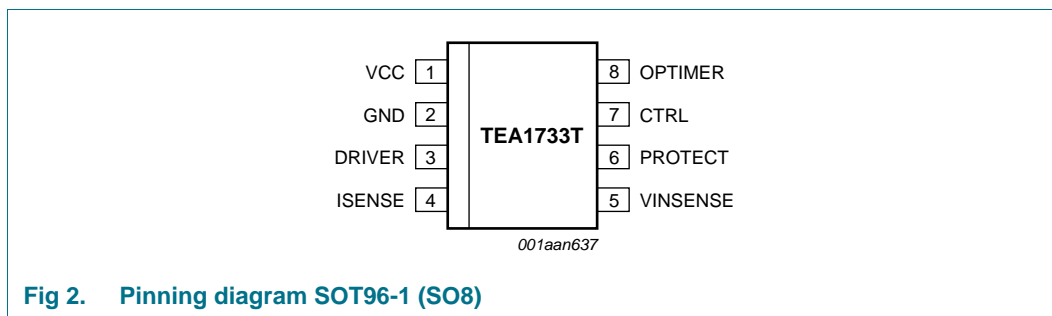 VCC 1 8 OPTIMER
GND 2 7 CTRL
TEA1733T
DRIVER 3 6 PROTECT
ISENSE 4 5 VINSENSE
001aan637
Fig 2. Pinning diagram SOT96-1 (SO8)